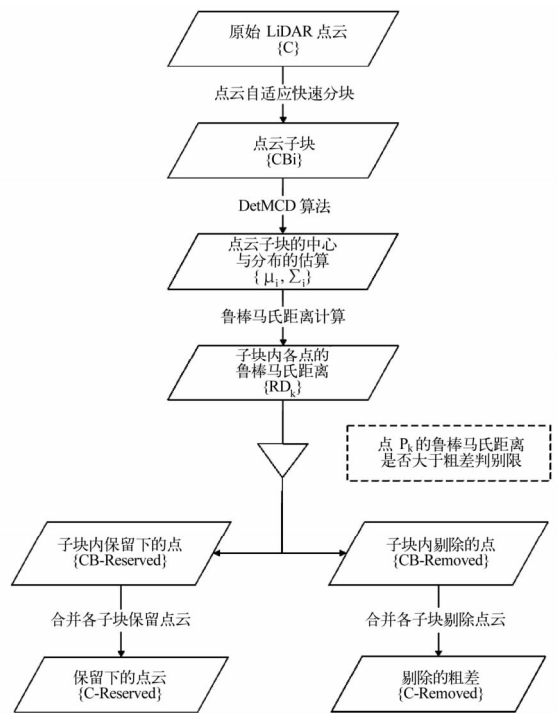 原始 LiDAR 点云
{C}
点云自适应快速分块
点云子块
{CBi}
DetMCD 算法
点云子块的中心
与分布的估算
{ μi, Σi}
鲁棒马氏距离计算
子块内各点的
鲁棒马氏距离
{RDk}
点 Pk的鲁棒马氏距离
是否大于粗差判别限
子块内保留下的点
{CB-Reserved}
子块内剔除的点
{CB-Removed}
合并各子块保留点云
合并各子块剔除点云
保留下的点云
{C-Reserved}
剔除的粗差
{C-Removed}